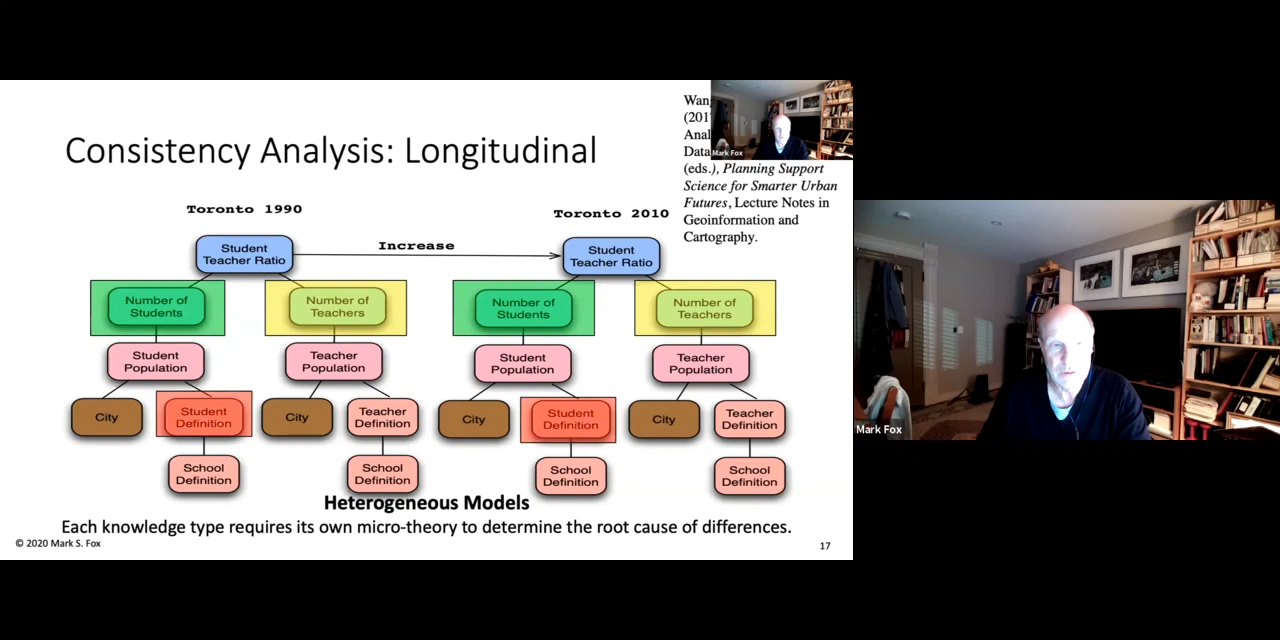 Consistency Analysis: Longitudinal
(eds.), Planning Support
Science for Smarter Urban
Futures, Lecture Notes in
Geoinformation and
Cartography.
Mark Fox
Toronto 1990
Toronto 2010
Increase
Student
Teacher Ratio
Student
Teacher Ratio
Number of
Students
Number of
Teachers
Number of
Students
Number of
Teachers
Student
Population
Teacher
Population
Student
Population
Teacher
Population
City
Student
Definition
City
Teacher
Definition
City
Student
Definition
City
Teacher
Definition
School
Definition
School
Definition
School
Definition
School
Definition
Heterogeneous Models
Each knowledge type requires its own micro-theory to determine the root cause of differences.
© 2020 Mark S. Fox
17
Mark Fox